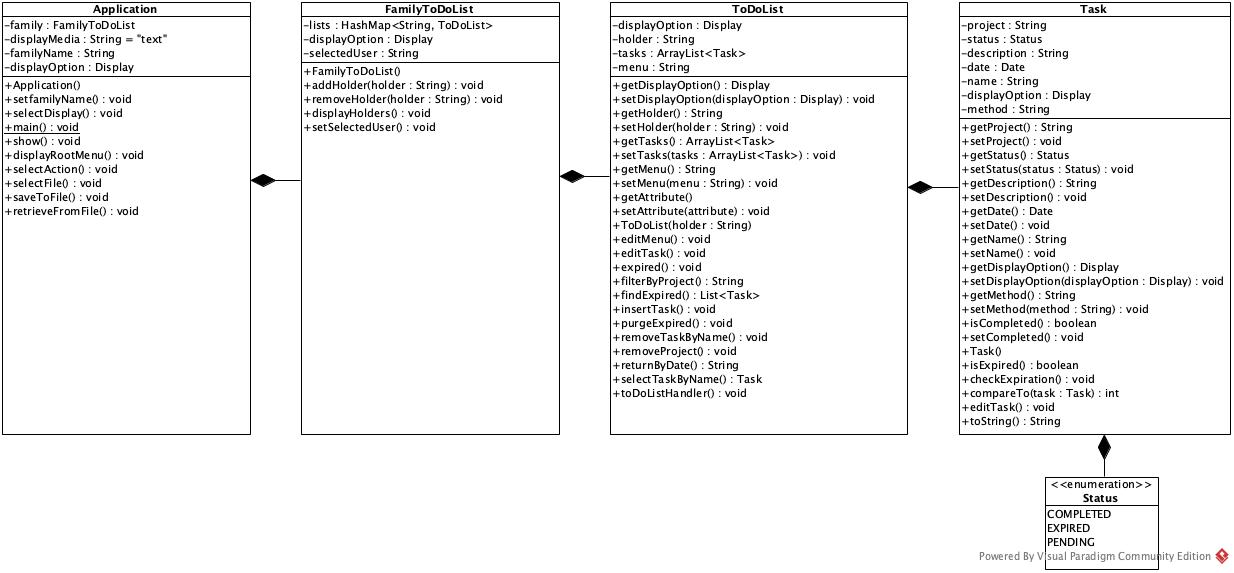 Application
-family : FamilyToDoList
-displayMedia : String = "text"
-familyName : String
-displayOption : Display
+Application()
+setfamilyName() : void
+selectDisplay() : void
+main() : void
+show() : void
+displayRootMenu() : void
+selectAction() : void
+selectFile() : void
+saveToFile() : void
+retrieveFromFile() : void
FamilyToDoList
-lists : HashMap<String, ToDoList>
-displayOption : Display
-selectedUser : String
+FamilyToDoList()
+addHolder(holder : String) : void
+removeHolder(holder : String) : void
+displayHolders() : void
+setSelectedUser() : void
ToDoList
-displayOption : Display
-holder : String
-tasks : ArrayList<Task>
-menu : String
+getDisplayOption() : Display
+setDisplayOption(displayOption : Display) : void
+getHolder() : String
+setHolder(holder : String) : void
+getTasks() : ArrayList<Task>
+setTasks(tasks : ArrayList<Task>) : void
+getMenu() : String
+setMenu(menu : String) : void
+getAttribute()
+setAttribute(attribute) : void
+ToDoList(holder : String)
+editMenu() : void
+editTask() : void
+expired() : void
+filterByProject() : String
+findExpired() : List<Task>
+insertTask() : void
+purgeExpired() : void
+removeTaskByName() : void
+removeProject() : void
+returnByDate() : String
+selectTaskByName() : Task
+toDoListHandler() : void
Task
-project : String
-status : Status
-description : String
-date : Date
-name : String
-displayOption : Display
-method : String
+getProject() : String
+setProject() : void
+getStatus() : Status
+setStatus(status : Status) : void
+getDescription() : String
+setDescription() : void
+getDate() : Date
+setDate() : void
+getName() : String
+setName() : void
+getDisplayOption() : Display
+setDisplayOption(displayOption : Display) : void
+getMethod() : String
+setMethod(method : String) : void
+isCompleted() : boolean
+setCompleted() : void
+Task()
+isExpired() : boolean
+checkExpiration() : void
+compareTo(task : Task) : int
+editTask() : void
+toString() : String
<<enumeration>>
Status
COMPLETED
EXPIRED
PENDING
Powered By Visual Paradigm Community Edition